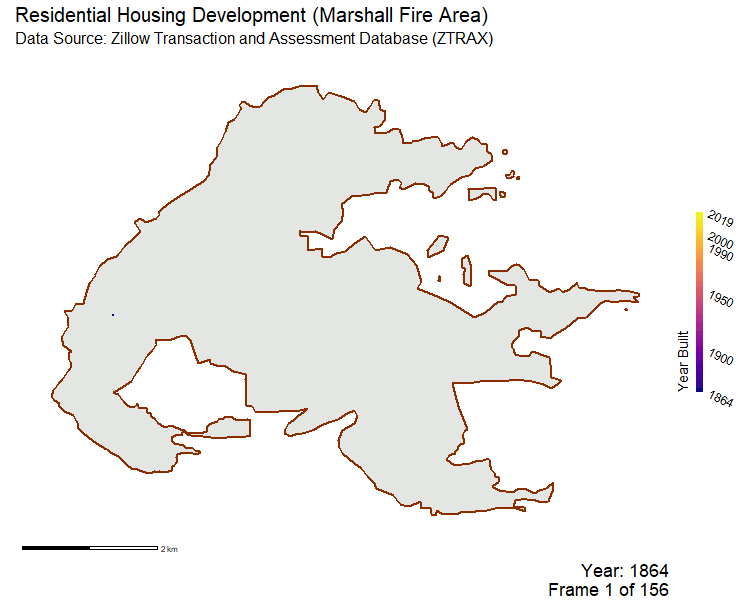 Residential Housing Development (Marshall Fire Area)
Data Source: Zillow Transaction and Assessment Database (ZTRAX)
2019
2000
1990
1950
1900
1864
Year Built
2 km
Year: 1864
Frame 1 of 156